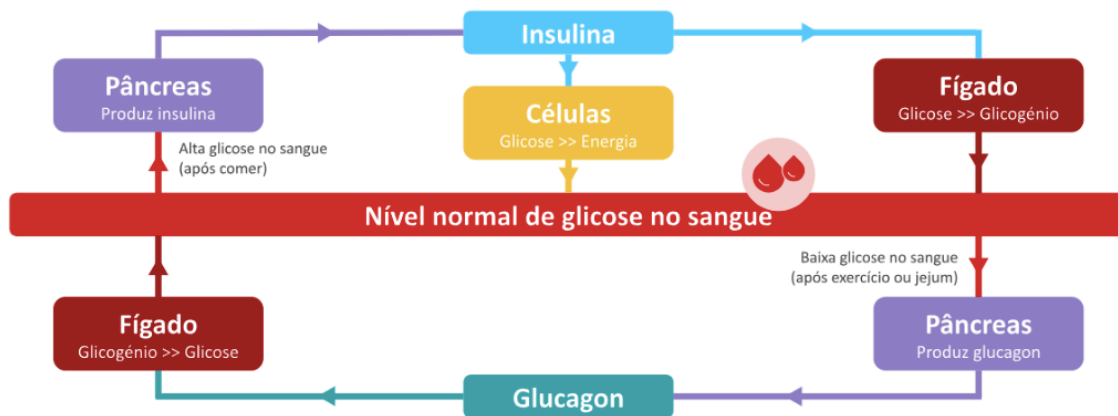 Insulina
Pâncreas
Produz insulina
Células
Glicose >> Energia
Fígado
Glicose >> Glicogénio
Alta glicose no sangue
(após comer)
Nível normal de glicose no sangue
Baixa glicose no sangue
(após exercício ou jejum)
Fígado
Glicogénio >> Glicose
Pâncreas
Produz glucagon
Glucagon